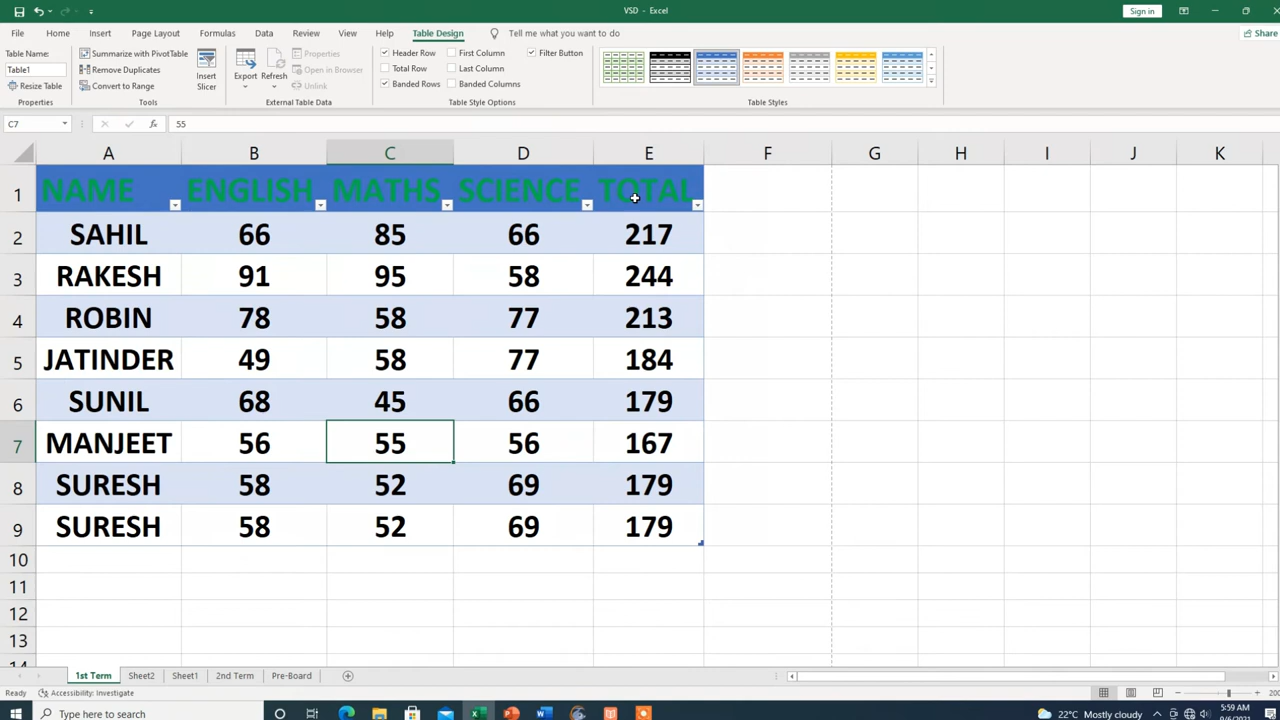 VSD - Excel
Sign in
File Home Insert Page Layout Formulas Data Review View Help Table Design Tell me what you want to do Share
Table Name: Summarize with PivotTable Properties Header Row First Column Filter Button
Table1 Remove Duplicates Insert Slicer Export Refresh Open in Browser Total Row Last Column
Resize Table Convert to Range Unlink Banded Rows Banded Columns
Properties Tools External Table Data Table Style Options Table Styles
C7 fx 55
A B C D E F G H I J K
1 NAME ENGLISH MATHS SCIENCE TOTAL
2 SAHIL 66 85 66 217
3 RAKESH 91 95 58 244
4 ROBIN 78 58 77 213
5 JATINDER 49 58 77 184
6 SUNIL 68 45 66 179
7 MANJEET 56 55 56 167
8 SURESH 58 52 69 179
9 SURESH 58 52 69 179
10
11
12
13
14
1st Term Sheet2 Sheet1 2nd Term Pre-Board
Ready Accessibility: Investigate
Type here to search 22°C Mostly cloudy 5:59 AM